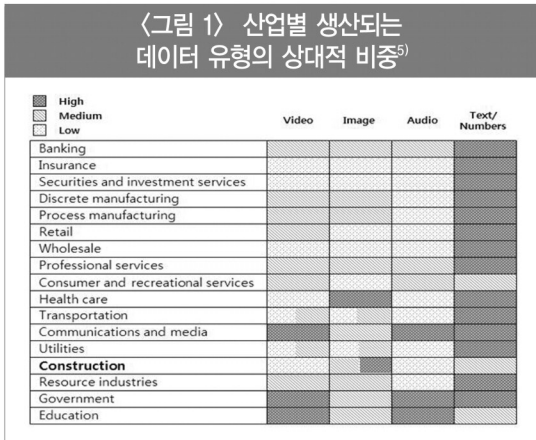 〈그림 1〉 산업별 생산되는
데이터 유형의 상대적 비중5)
High
Medium
Low
Video Image Audio Text/
Numbers
Banking
Insurance
Securities and investment services
Discrete manufacturing
Process manufacturing
Retail
Wholesale
Professional services
Consumer and recreational services
Health care
Transportation
Communications and media
Utilities
Construction
Resource industries
Government
Education